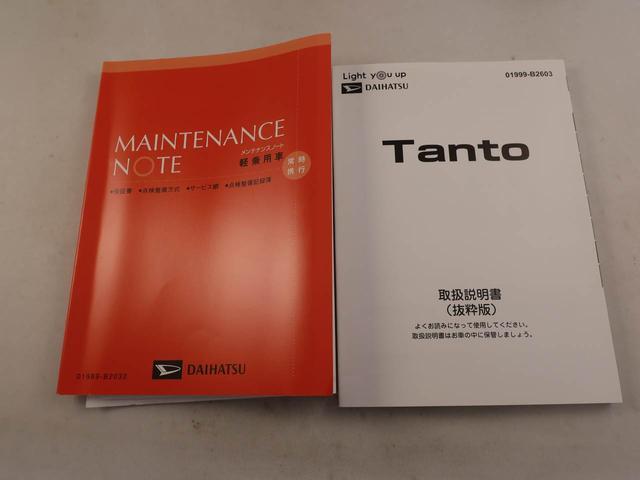 MAINTENANCE
NOTE
メンテナンスノート
軽乗用車
常時
携行
●保証書 ●点検整備方式 ●サービス網 ●点検整備記録簿
DAIHATSU
01999-B2032
Light you up
01999-B2603
DAIHATSU
Tanto
取扱説明書
（抜粋版）
よくお読みになって使用してください。
取扱説明書はお車の中に保管しましょう。